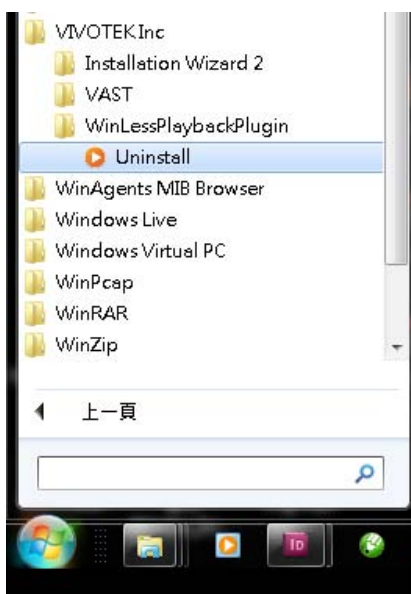 VIVOTEK Inc
Installation Wizard 2
VAST
WinLessPlaybackPlugin
Uninstall
WinAgents MIB Browser
Windows Live
Windows Virtual PC
WinPcap
WinRAR
WinZip
上一頁
ID